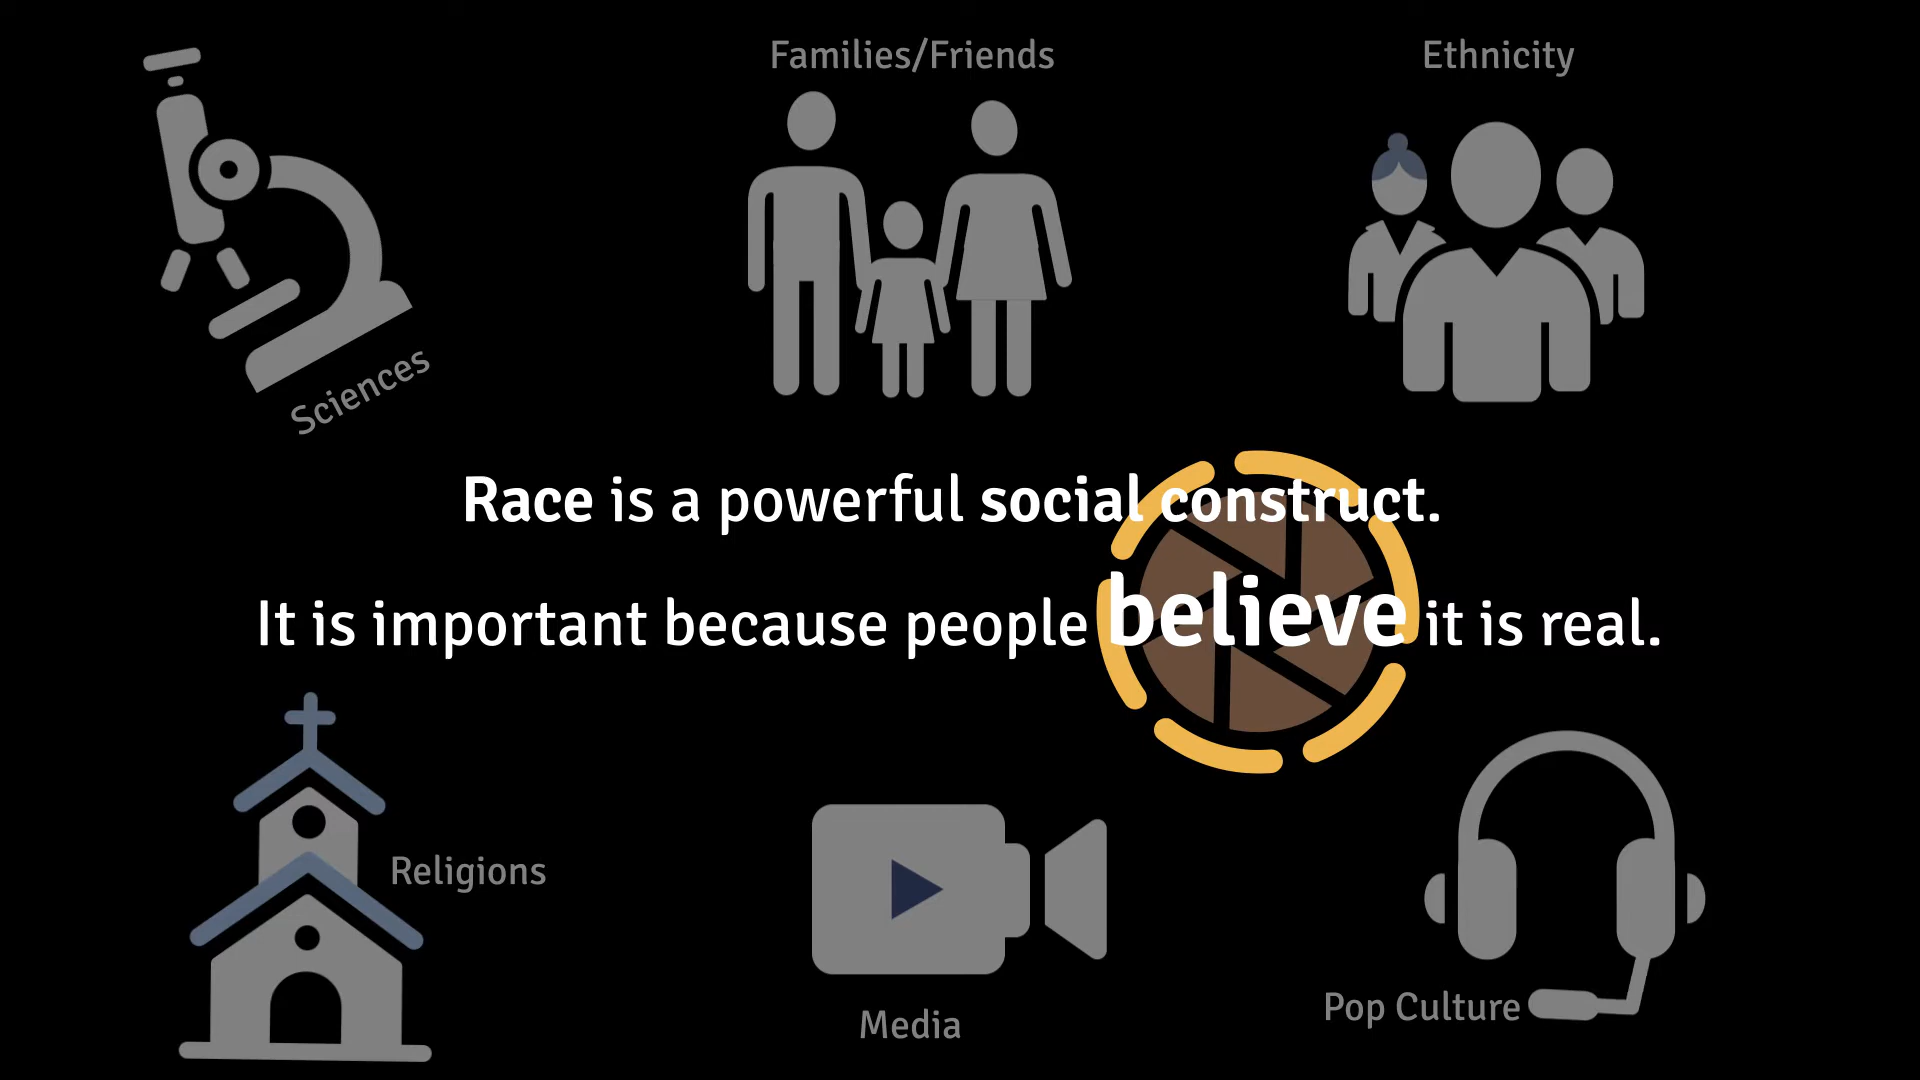 Families/Friends
Ethnicity
Sciences
Race is a powerful social construct.
It is important because people believe it is real.
Religions
Media
Pop Culture